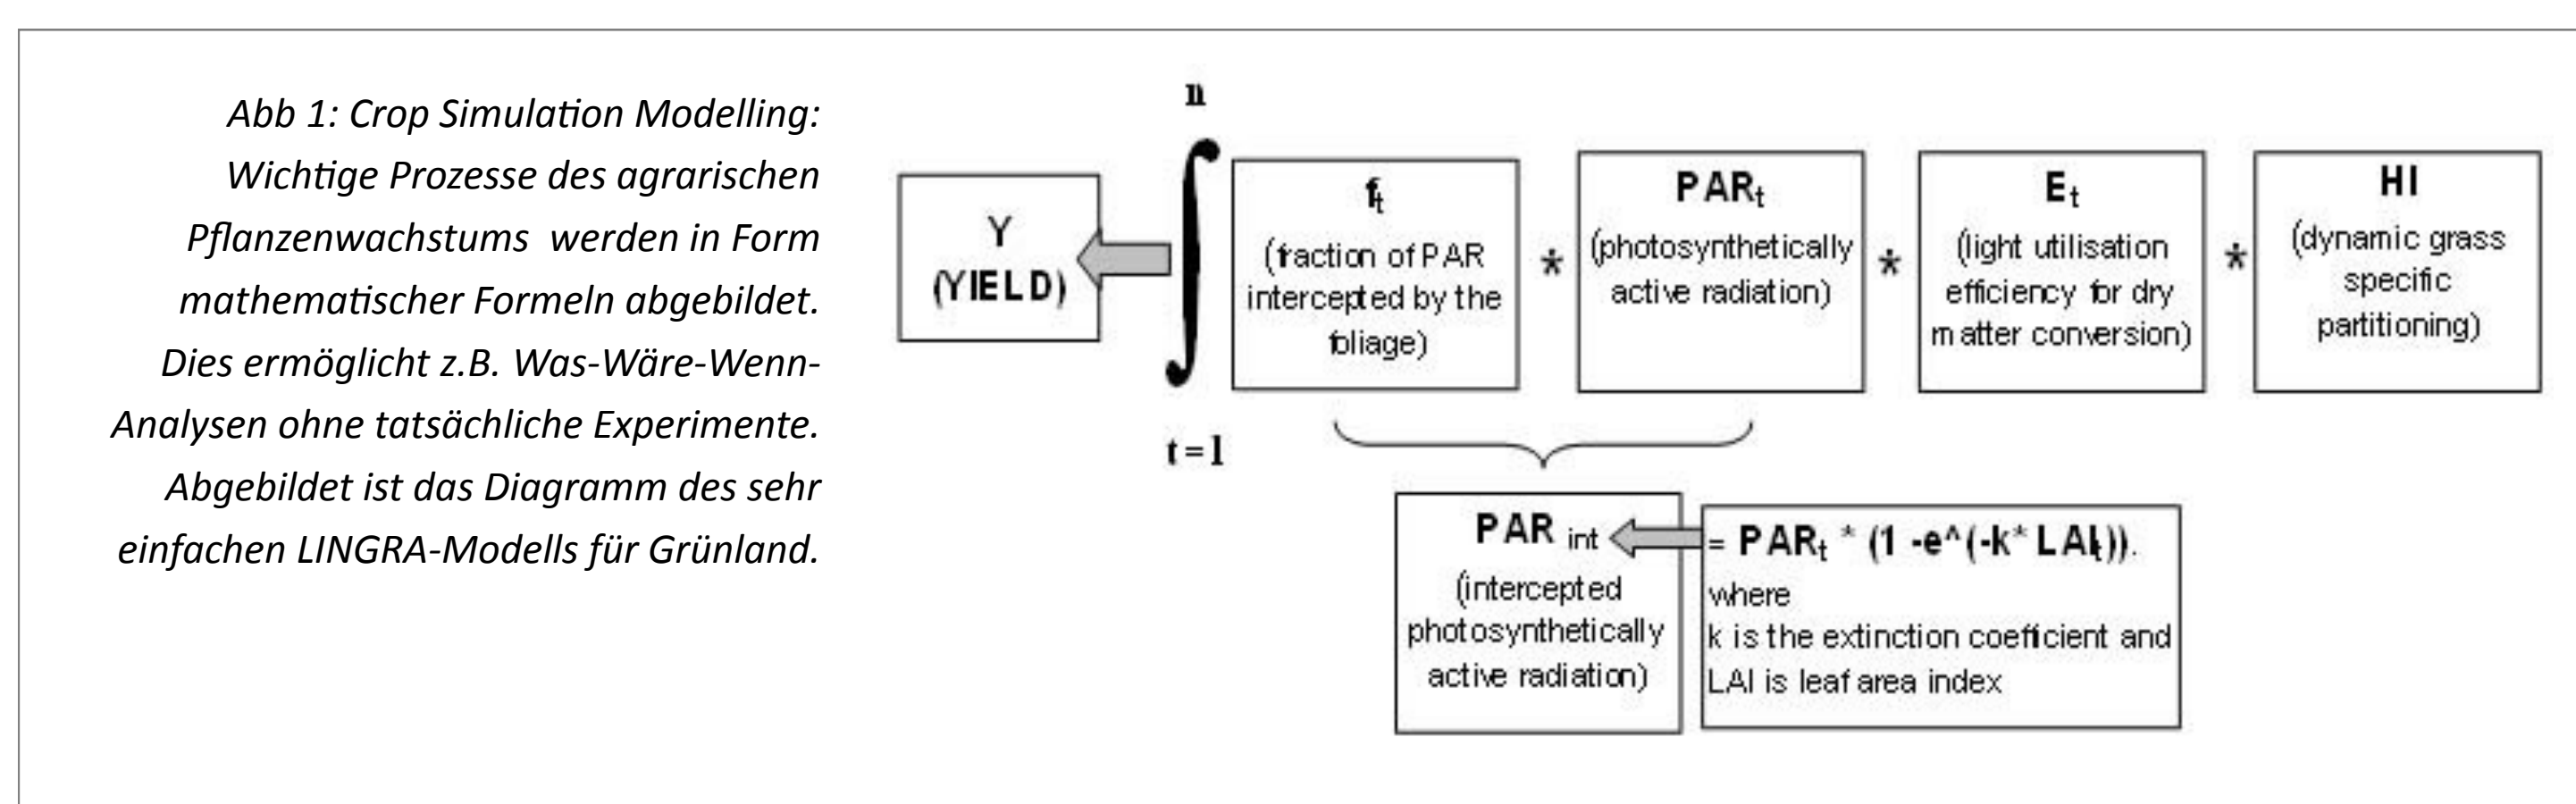 Abb 1: Crop Simulation Modelling:
Wichtige Prozesse des agrarischen
Pflanzenwachstums werden in Form
mathematischer Formeln abgebildet.
Dies ermöglicht z.B. Was-Wäre-Wenn-
Analysen ohne tatsächliche Experimente.
Abgebildet ist das Diagramm des sehr
einfachen LINGRA-Modells für Grünland.
Y
(YIELD)
n
∫
t = 1
fₜ
(fraction of PAR
intercepted by the
foliage)
*
PARₜ
(photosynthetically
active radiation)
*
Eₜ
(light utilisation
efficiency for dry
matter conversion)
*
HI
(dynamic grass
specific
partitioning)
PAR int
(intercepted
photosynthetically
active radiation)
= PARₜ * (1 -e^(-k* LAIₜ)).
where
k is the extinction coefficient and
LAI is leaf area index